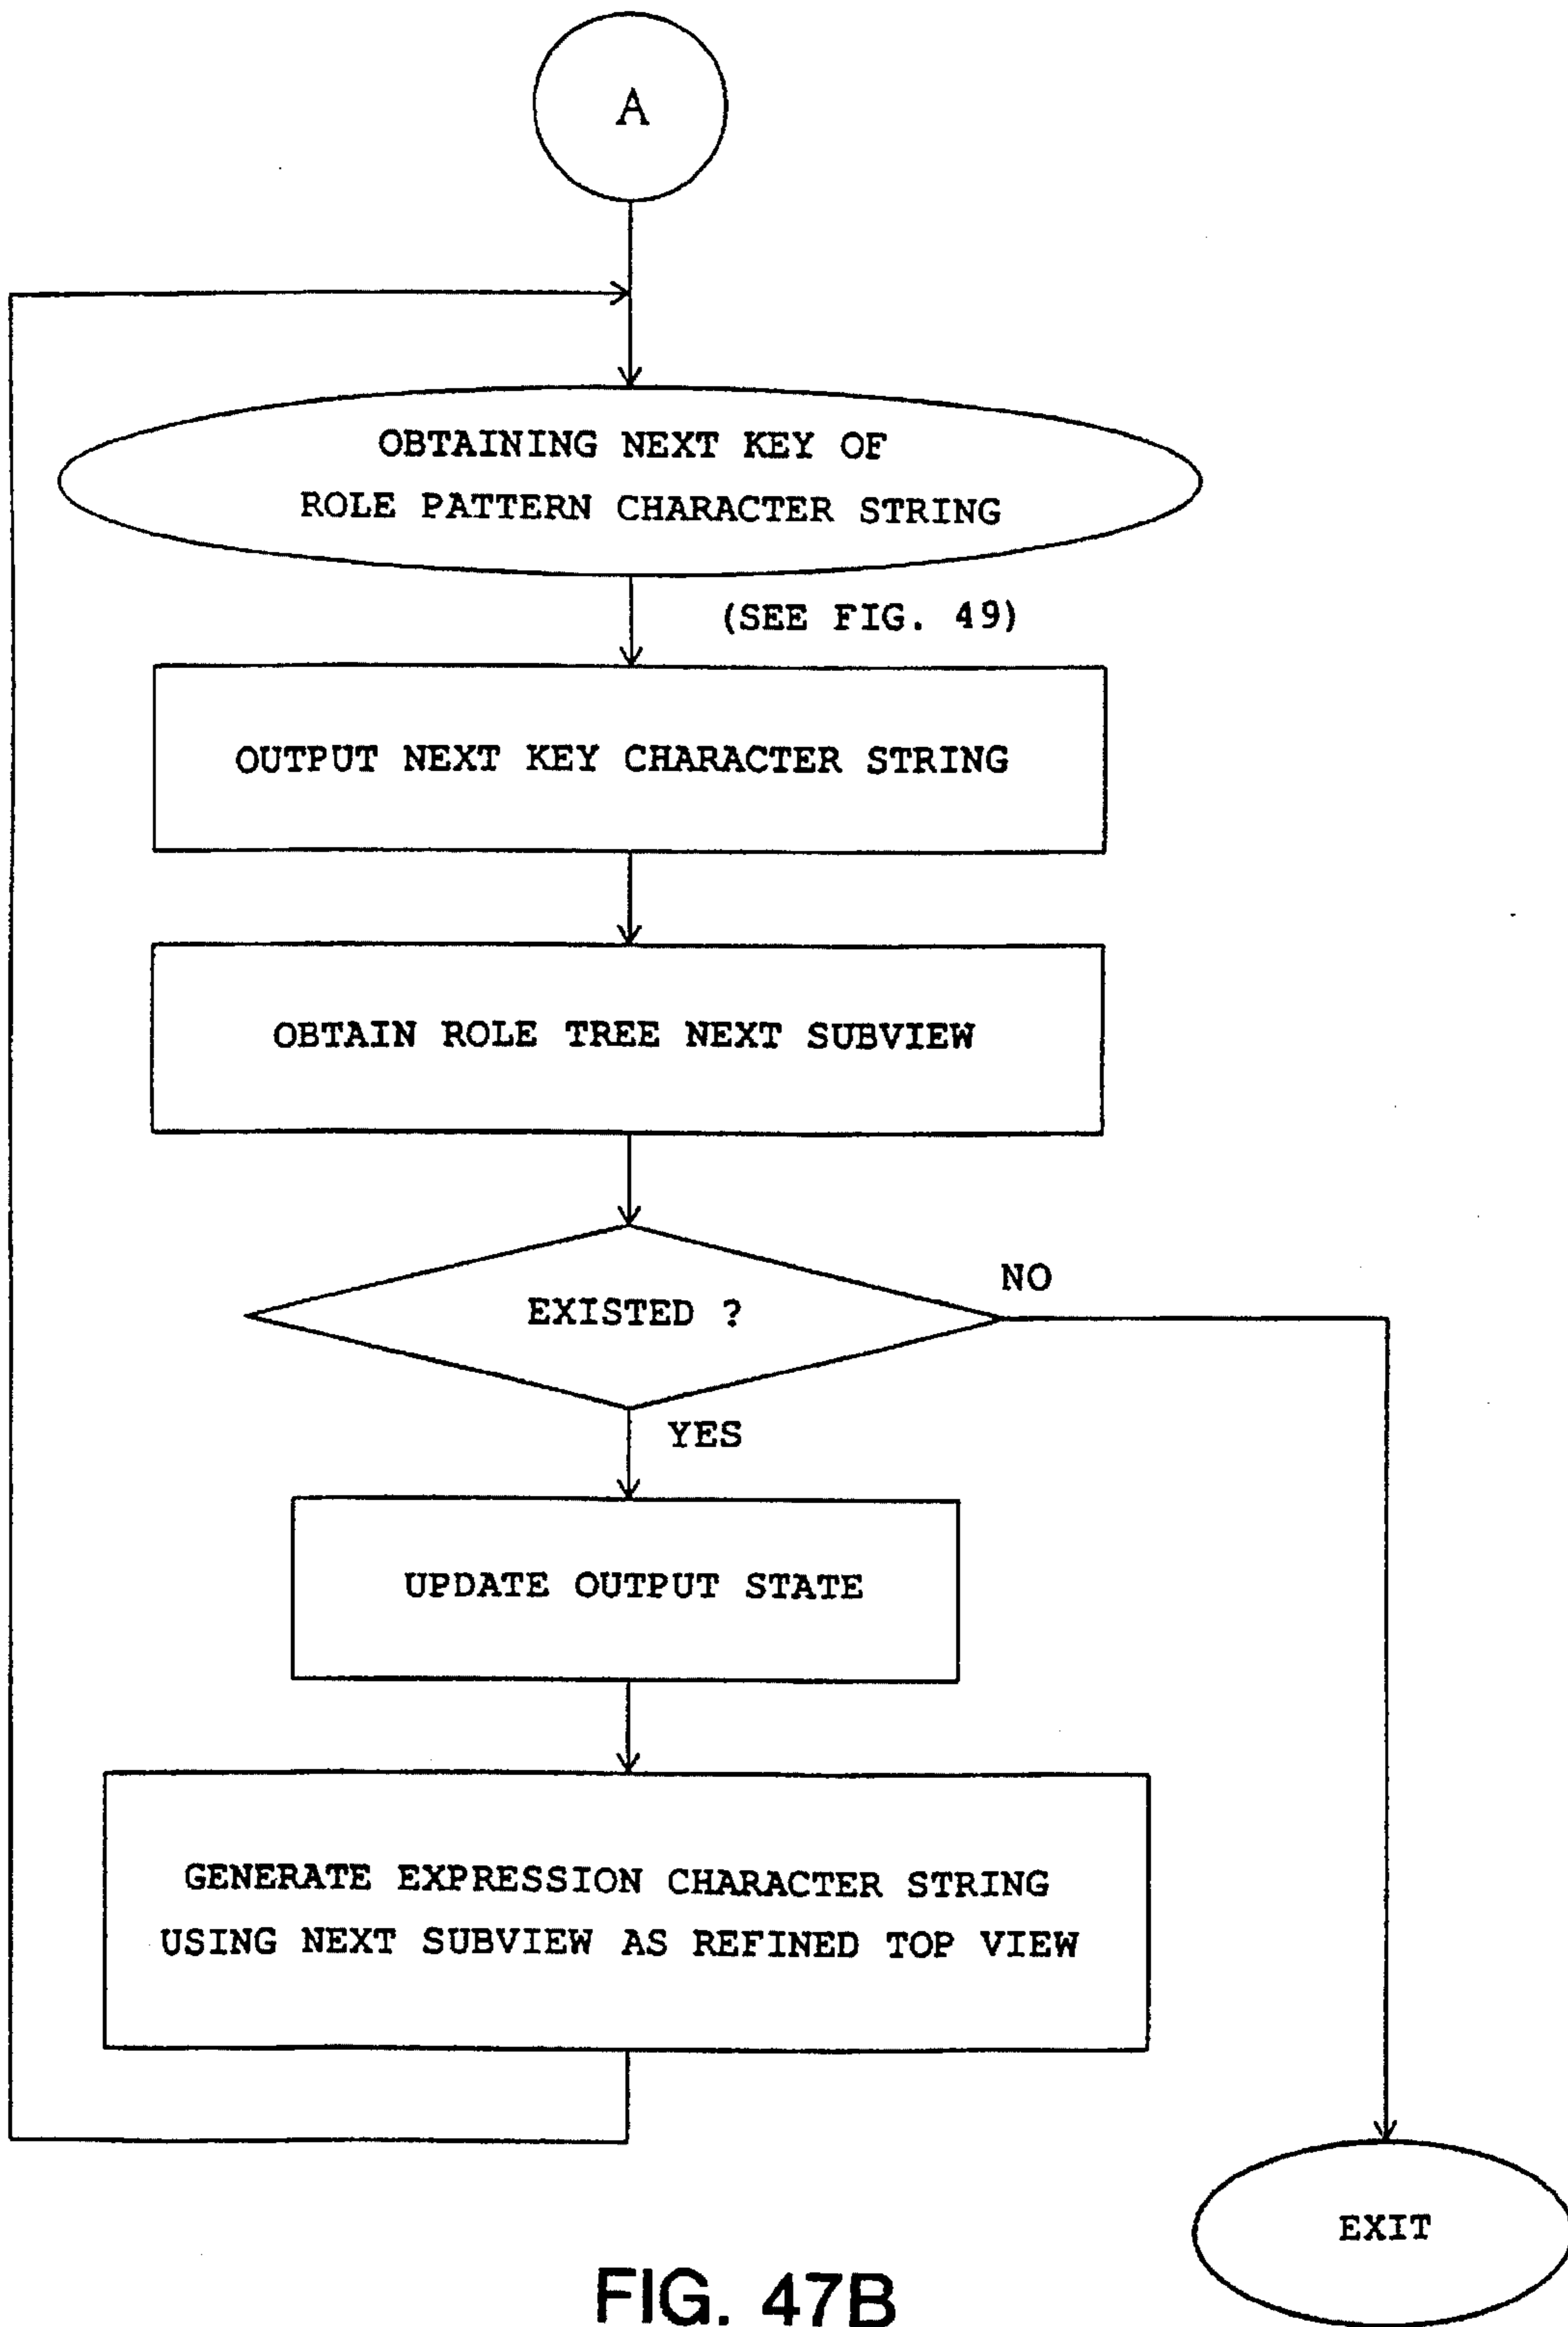 A
OBTAINING NEXT KEY OF
ROLE PATTERN CHARACTER STRING
(SEE FIG. 49)
OUTPUT NEXT KEY CHARACTER STRING
OBTAIN ROLE TREE NEXT SUBVIEW
EXISTED ?
NO
YES
UPDATE OUTPUT STATE
GENERATE EXPRESSION CHARACTER STRING
USING NEXT SUBVIEW AS REFINED TOP VIEW
EXIT
FIG. 47B